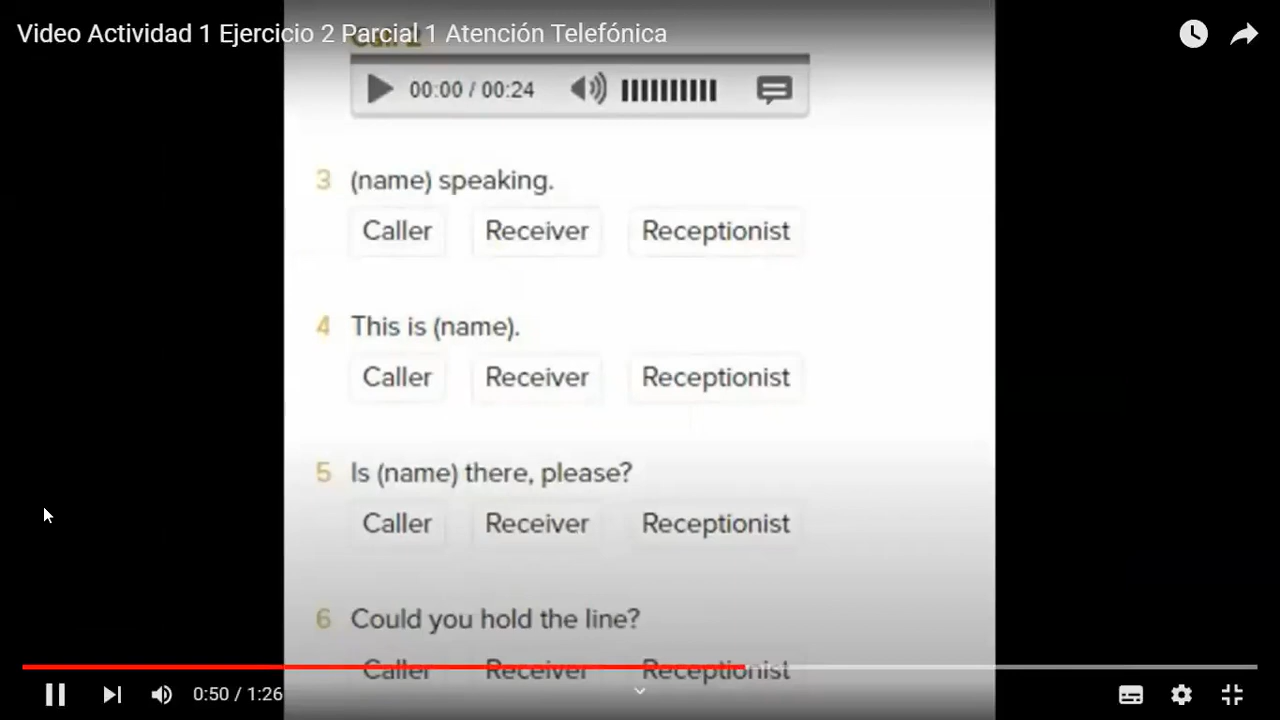 Video Actividad 1 Ejercicio 2 Parcial 1 Atención Telefónica
Call 2
00:00 / 00:24
3 (name) speaking.
Caller Receiver Receptionist
4 This is (name).
Caller Receiver Receptionist
5 Is (name) there, please?
Caller Receiver Receptionist
6 Could you hold the line?
Caller Receiver Receptionist
0:50 / 1:26